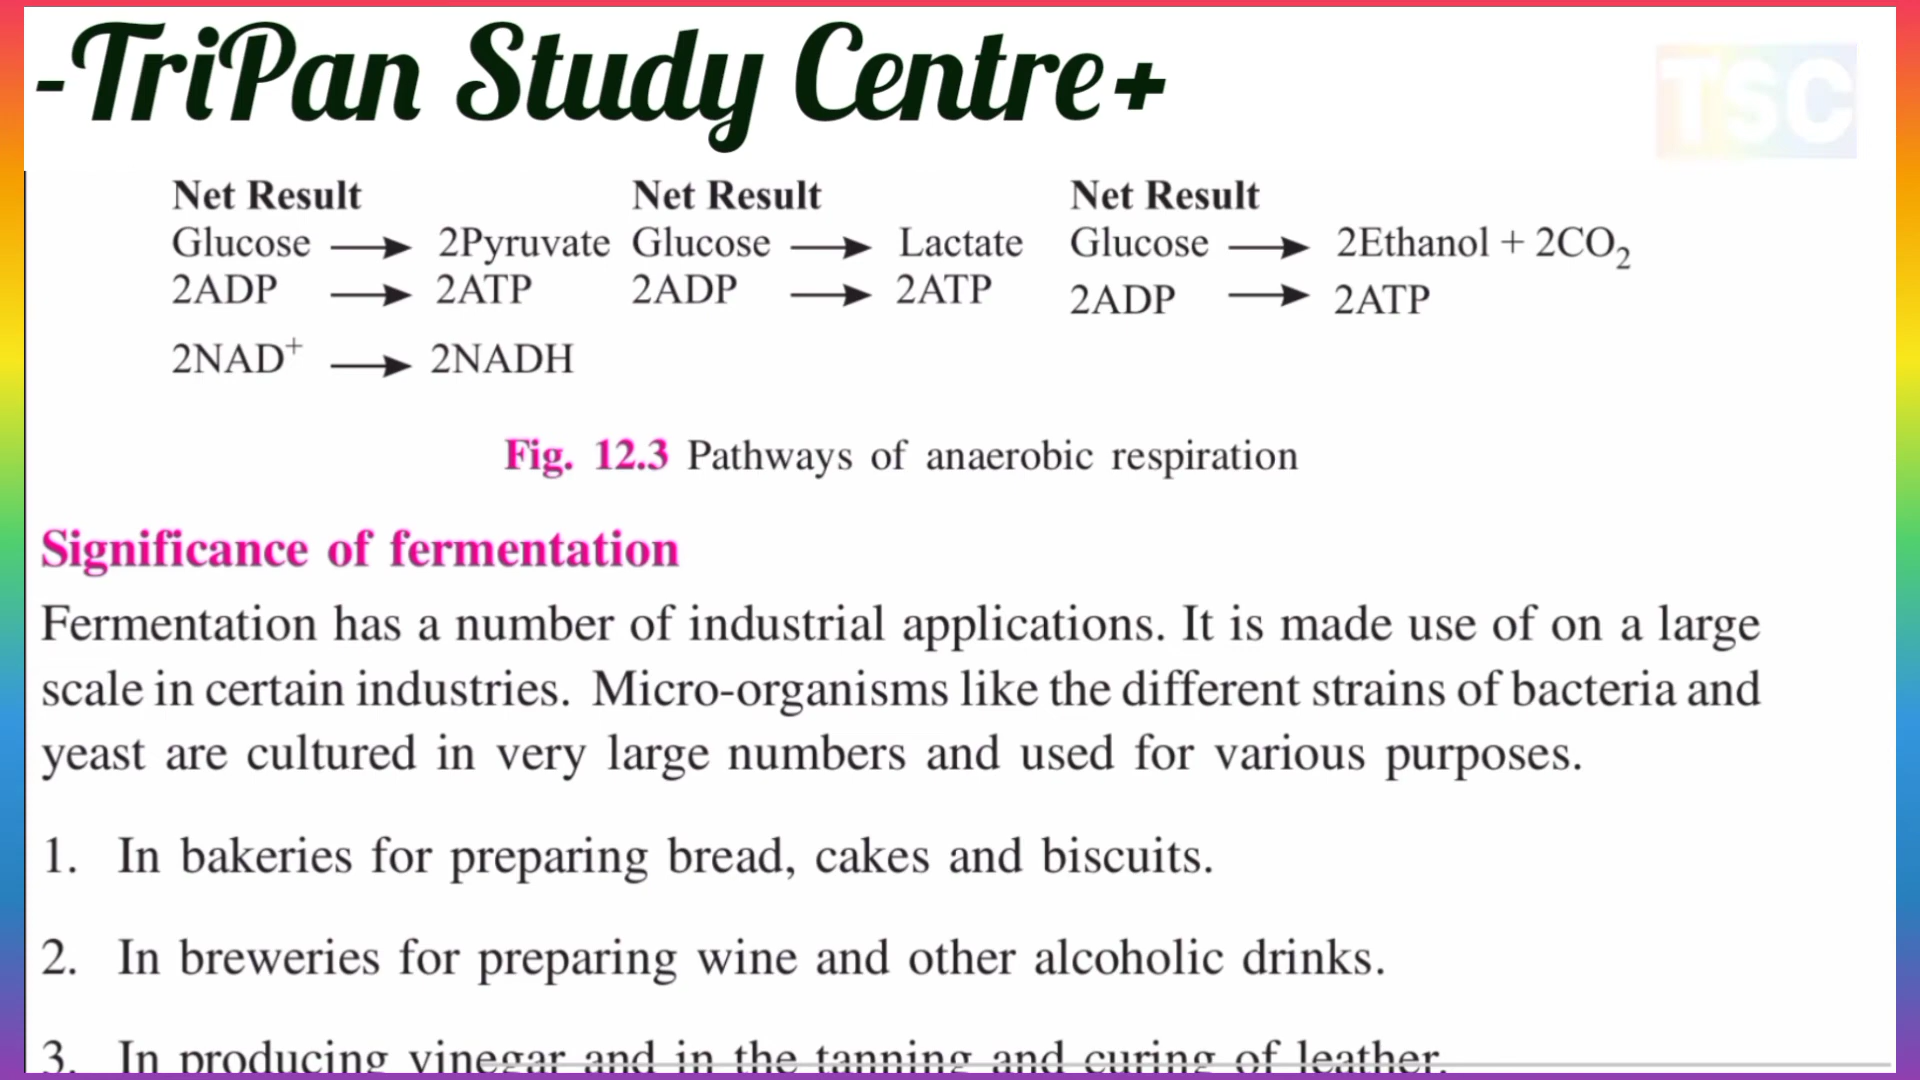 -TriPan Study Centre+
TSC
Net Result Net Result Net Result
Glucose ⟶ 2Pyruvate Glucose ⟶ Lactate Glucose ⟶ 2Ethanol + 2CO₂
2ADP ⟶ 2ATP 2ADP ⟶ 2ATP 2ADP ⟶ 2ATP
2NAD⁺ ⟶ 2NADH
Fig. 12.3 Pathways of anaerobic respiration
Significance of fermentation
Fermentation has a number of industrial applications. It is made use of on a large
scale in certain industries. Micro-organisms like the different strains of bacteria and
yeast are cultured in very large numbers and used for various purposes.
1. In bakeries for preparing bread, cakes and biscuits.
2. In breweries for preparing wine and other alcoholic drinks.
3. In producing vinegar and in the tanning and curing of leather.